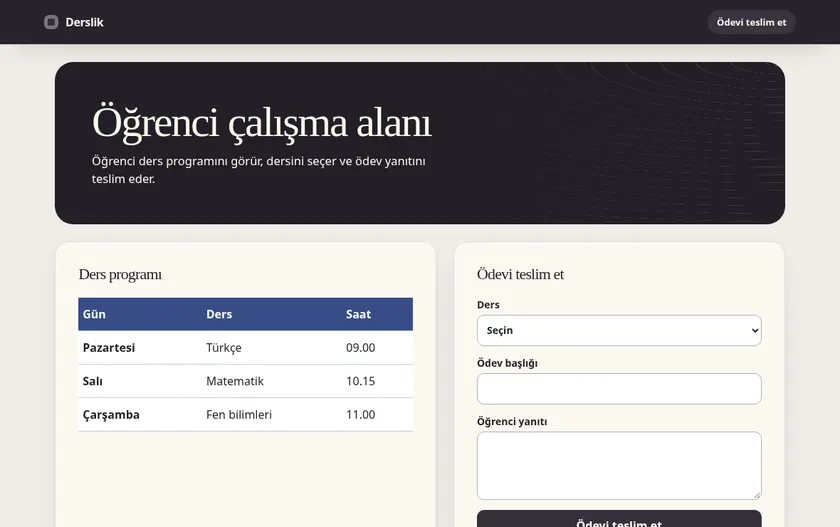 Derslik
Ödevi teslim et
Öğrenci çalışma alanı
Öğrenci ders programını görür, dersini seçer ve ödev yanıtını
teslim eder.
Ders programı
Gün Ders Saat
Pazartesi Türkçe 09.00
Salı Matematik 10.15
Çarşamba Fen bilimleri 11.00
Ödevi teslim et
Ders
Seçin
Ödev başlığı
Öğrenci yanıtı
Ödevi teslim et